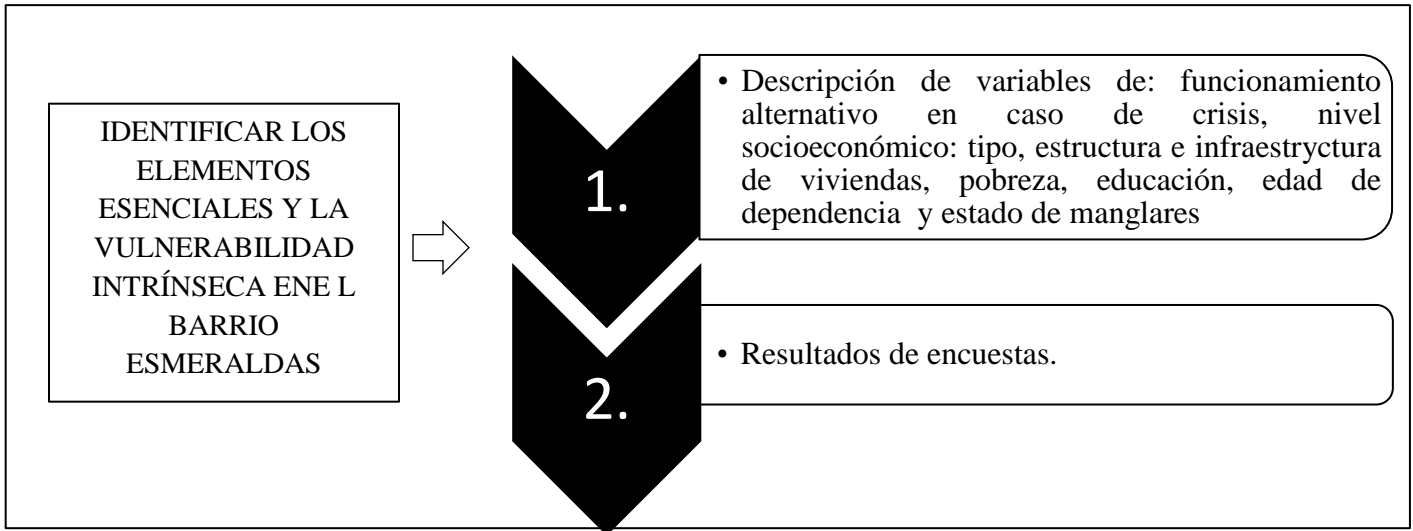 IDENTIFICAR LOS
ELEMENTOS
ESENCIALES Y LA
VULNERABILIDAD
INTRÍNSECA ENE L
BARRIO
ESMERALDAS
1.
• Descripción de variables de: funcionamiento
alternativo en caso de crisis, nivel
socioeconómico: tipo, estructura e infraestryctura
de viviendas, pobreza, educación, edad de
dependencia y estado de manglares
2.
• Resultados de encuestas.